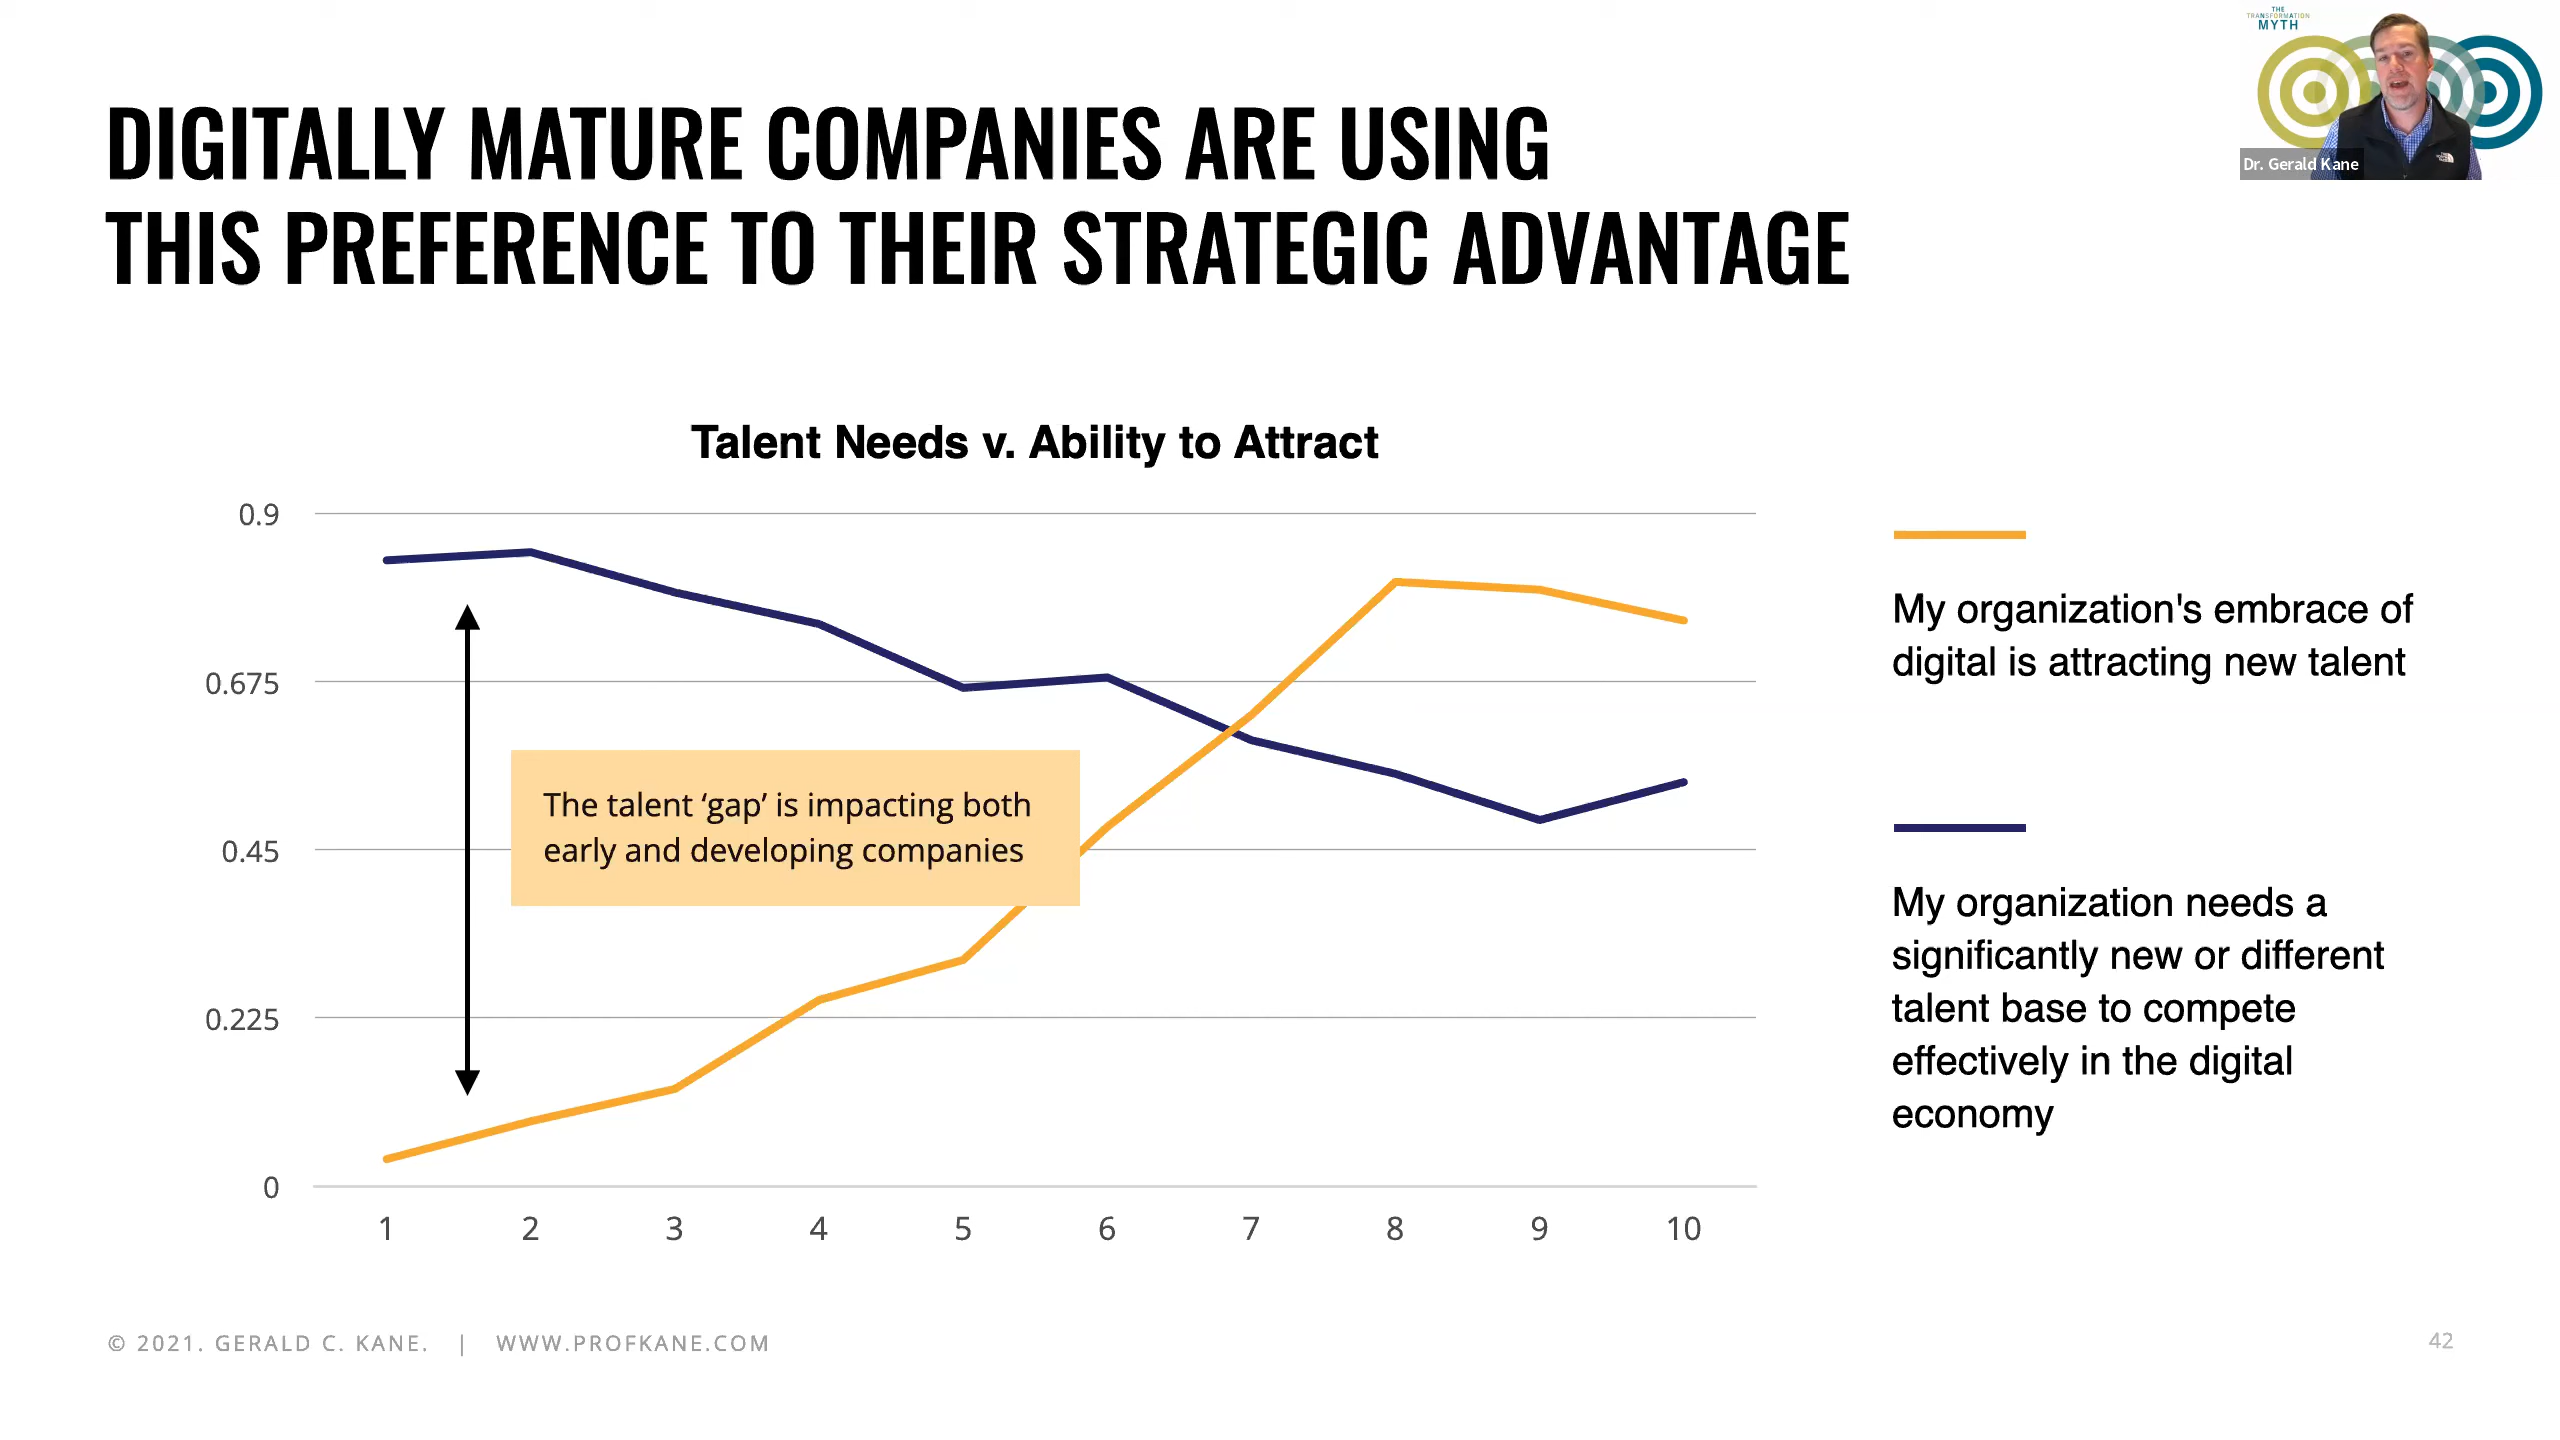 THE
TRANSFORMATION
MYTH
Dr. Gerald Kane
DIGITALLY MATURE COMPANIES ARE USING
THIS PREFERENCE TO THEIR STRATEGIC ADVANTAGE
Talent Needs v. Ability to Attract
0.9
0.675
0.45
0.225
0
The talent ‘gap’ is impacting both
early and developing companies
1 2 3 4 5 6 7 8 9 10
My organization's embrace of
digital is attracting new talent
My organization needs a
significantly new or different
talent base to compete
effectively in the digital
economy
© 2021. GERALD C. KANE. | WWW.PROFKANE.COM
42